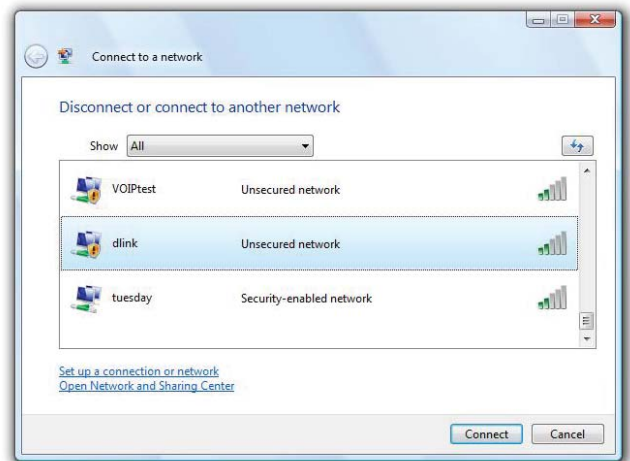 Connect to a network
Disconnect or connect to another network
Show All
VOIPtest Unsecured network
dlink Unsecured network
tuesday Security-enabled network
Set up a connection or network
Open Network and Sharing Center
Connect Cancel